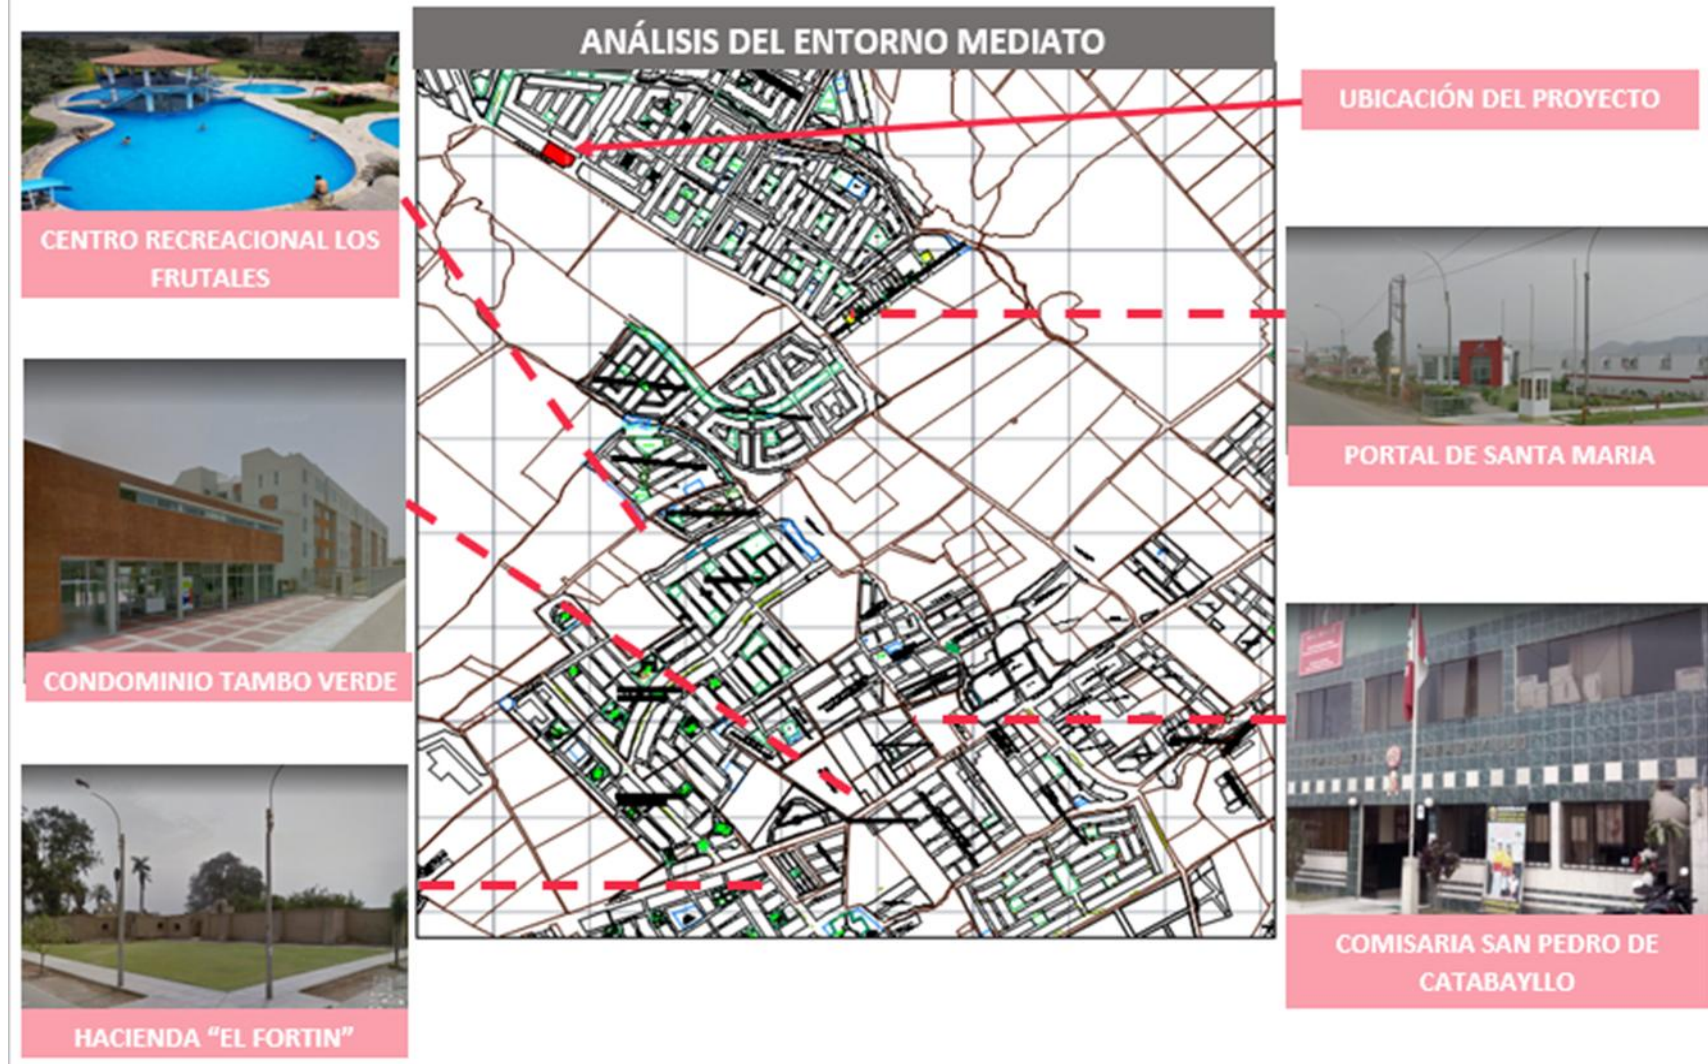 ANÁLISIS DEL ENTORNO MEDIATO
UBICACIÓN DEL PROYECTO
CENTRO RECREACIONAL LOS
FRUTALES
PORTAL DE SANTA MARIA
CONDOMINIO TAMBO VERDE
COMISARIA SAN PEDRO DE
CATABAYLLO
HACIENDA “EL FORTIN”